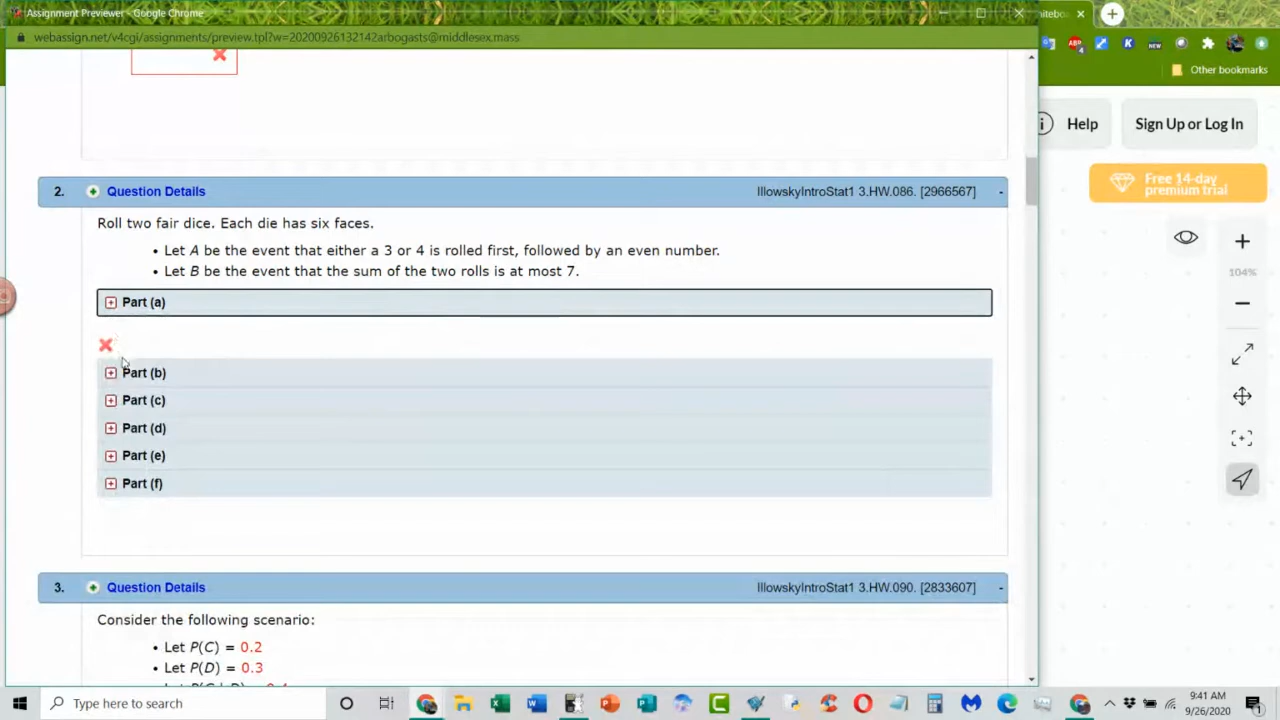 Assignment Previewer - Google Chrome
webassign.net/v4cgi/assignments/preview.tpl?w=20200926132142arbogasts@middlesex.mass
Other bookmarks
Help
Sign Up or Log In
Free 14-day
premium trial
104%
2. Question Details IllowskyIntroStat1 3.HW.086. [2966567] -
Roll two fair dice. Each die has six faces.
• Let A be the event that either a 3 or 4 is rolled first, followed by an even number.
• Let B be the event that the sum of the two rolls is at most 7.
Part (a)
Part (b)
Part (c)
Part (d)
Part (e)
Part (f)
3. Question Details IllowskyIntroStat1 3.HW.090. [2833607] -
Consider the following scenario:
• Let P(C) = 0.2
• Let P(D) = 0.3
Type here to search
9:41 AM
9/26/2020